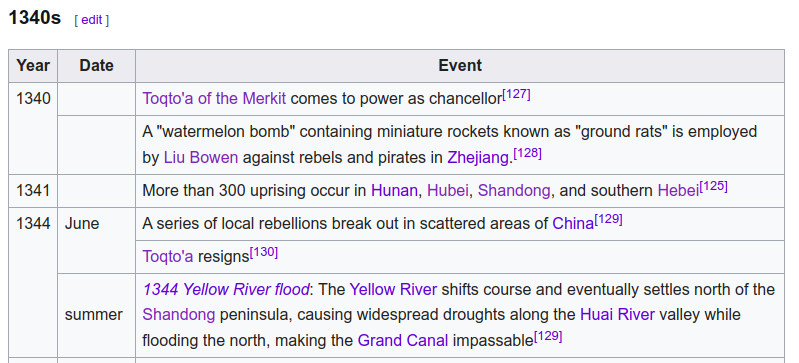 1340s [ edit ]
Year Date Event
1340 Toqto'a of the Merkit comes to power as chancellor[127]
A "watermelon bomb" containing miniature rockets known as "ground rats" is employed
by Liu Bowen against rebels and pirates in Zhejiang.[128]
1341 More than 300 uprising occur in Hunan, Hubei, Shandong, and southern Hebei[125]
1344 June A series of local rebellions break out in scattered areas of China[129]
Toqto'a resigns[130]
1344 Yellow River flood: The Yellow River shifts course and eventually settles north of the
summer Shandong peninsula, causing widespread droughts along the Huai River valley while
flooding the north, making the Grand Canal impassable[129]